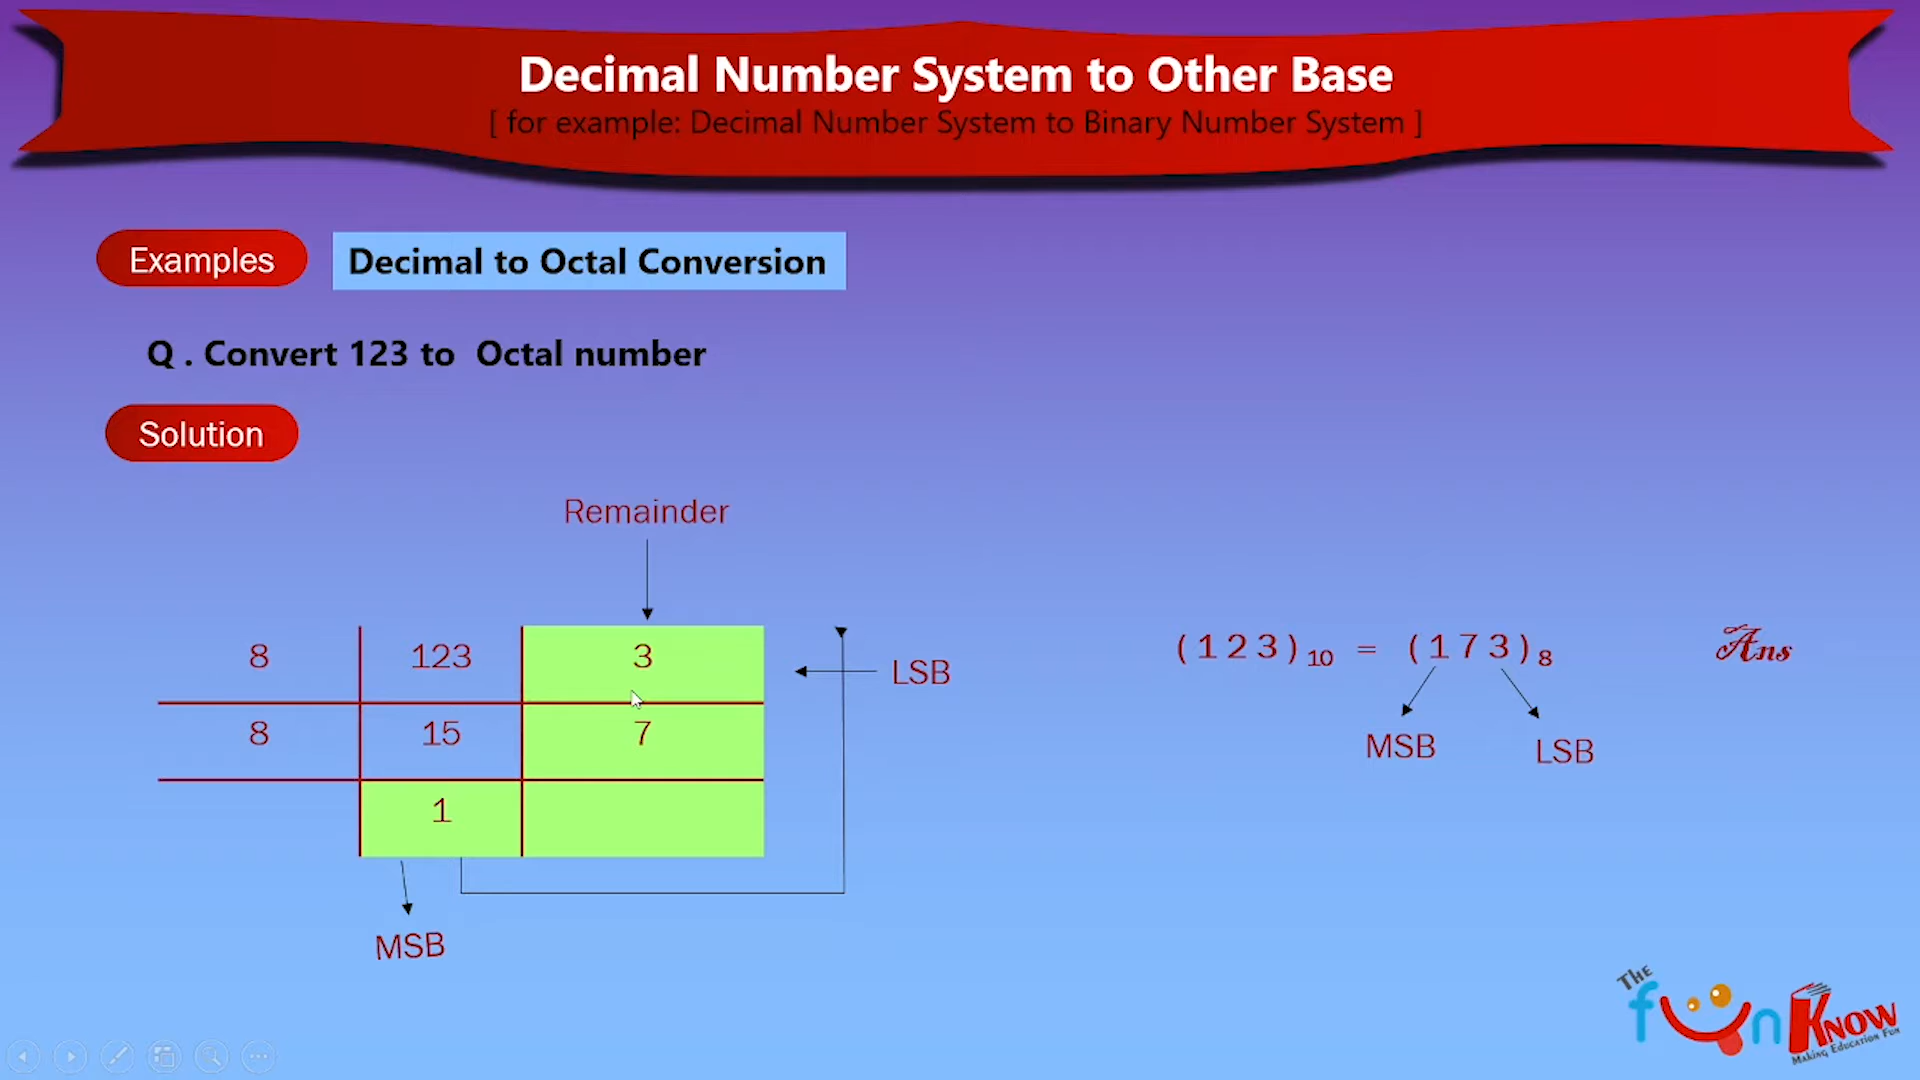 Decimal Number System to Other Base
[ for example: Decimal Number System to Binary Number System ]
Examples
Decimal to Octal Conversion
Q . Convert 123 to Octal number
Solution
Remainder
8 123 3
LSB
8 15 7
1
MSB
(123)10 = (173)8
Ans
MSB
LSB
The fun Know
Making Education Fun